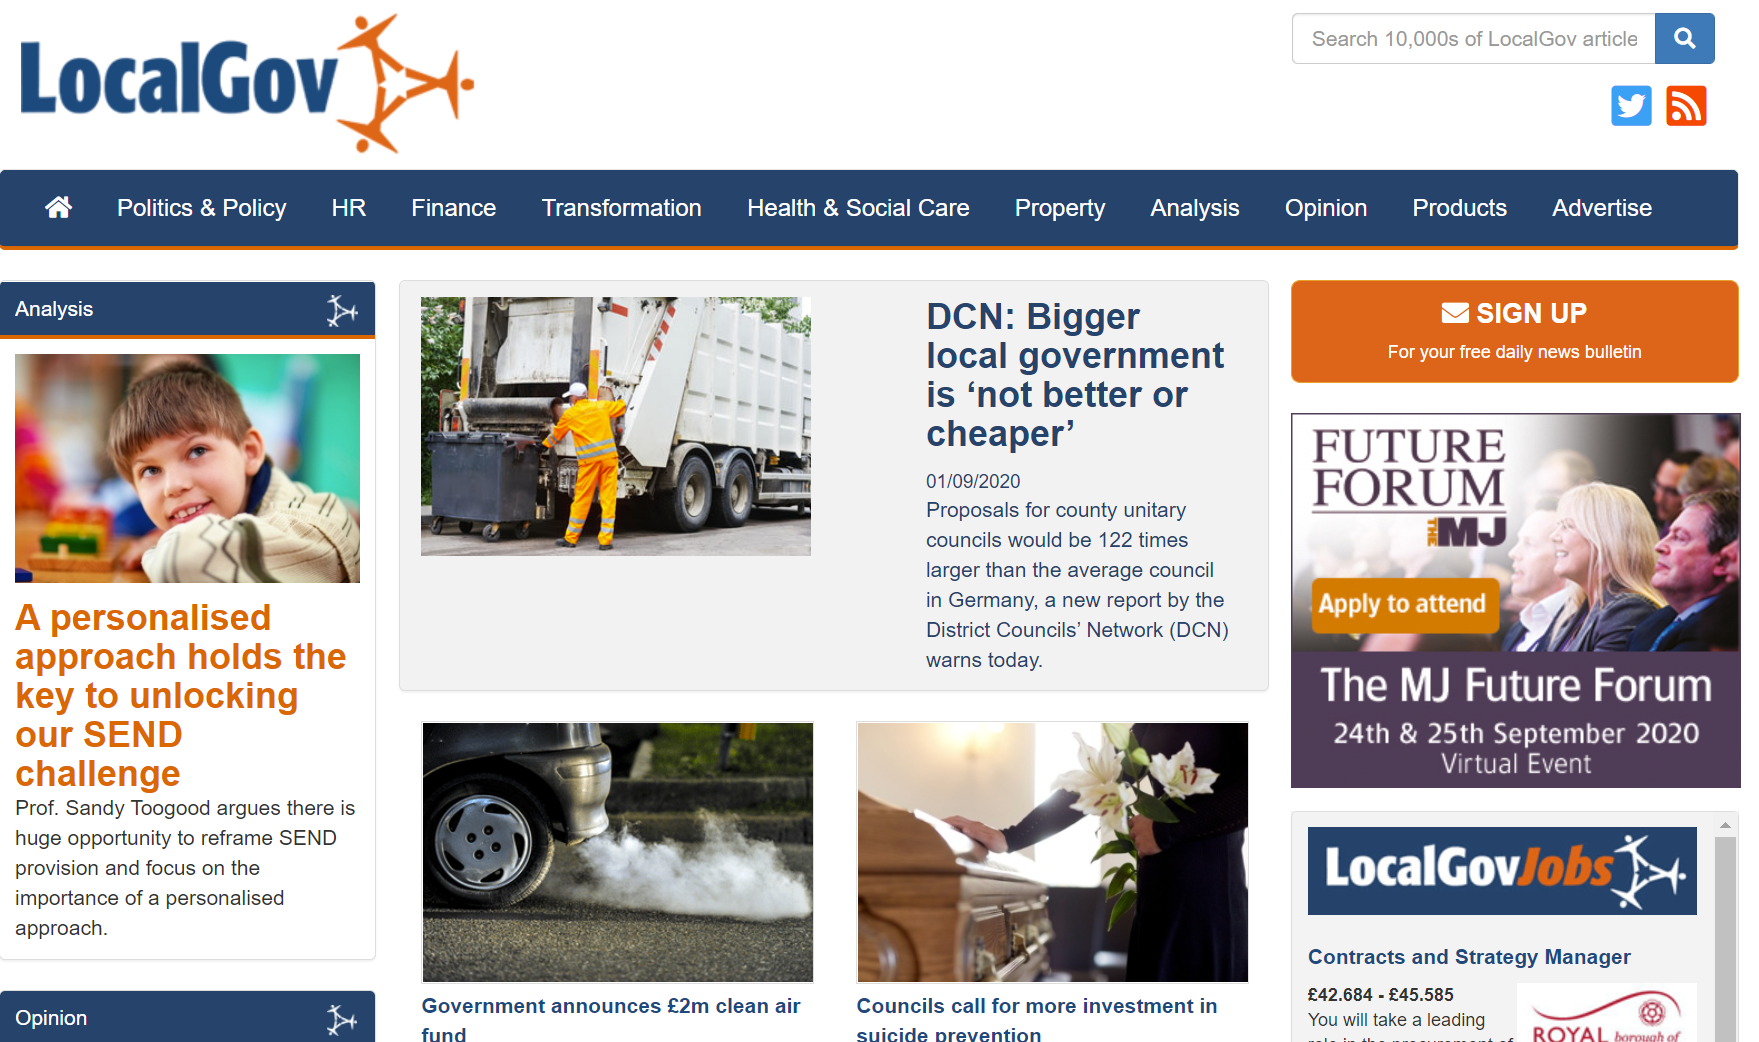 LocalGov
Search 10,000s of LocalGov article
Politics & Policy
HR
Finance
Transformation
Health & Social Care
Property
Analysis
Opinion
Products
Advertise
Analysis
A personalised
approach holds the
key to unlocking
our SEND
challenge
Prof. Sandy Toogood argues there is
huge opportunity to reframe SEND
provision and focus on the
importance of a personalised
approach.
Opinion
DCN: Bigger
local government
is ‘not better or
cheaper’
01/09/2020
Proposals for county unitary
councils would be 122 times
larger than the average council
in Germany, a new report by the
District Councils’ Network (DCN)
warns today.
Government announces £2m clean air
fund
Councils call for more investment in
suicide prevention
SIGN UP
For your free daily news bulletin
FUTURE
FORUM
THE MJ
Apply to attend
The MJ Future Forum
24th & 25th September 2020
Virtual Event
LocalGovJobs
Contracts and Strategy Manager
£42.684 - £45.585
You will take a leading
role in the procurement of
ROYAL borough of